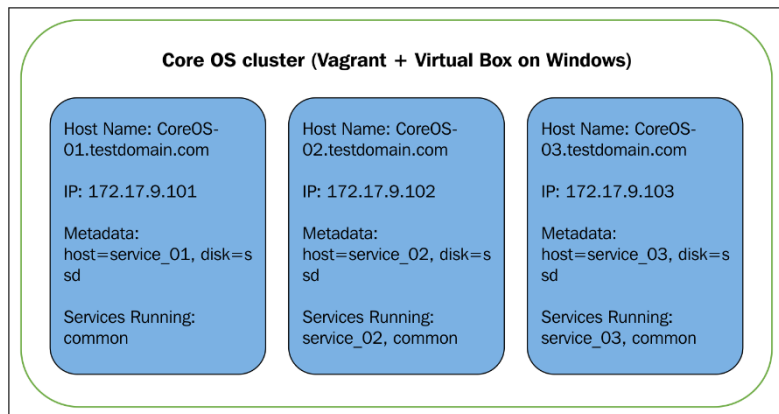 Core OS cluster (Vagrant + Virtual Box on Windows)
Host Name: CoreOS-
01.testdomain.com
IP: 172.17.9.101
Metadata:
host=service_01, disk=s
sd
Services Running:
common
Host Name: CoreOS-
02.testdomain.com
IP: 172.17.9.102
Metadata:
host=service_02, disk=s
sd
Services Running:
service_02, common
Host Name: CoreOS-
03.testdomain.com
IP: 172.17.9.103
Metadata:
host=service_03, disk=s
sd
Services Running:
service_03, common